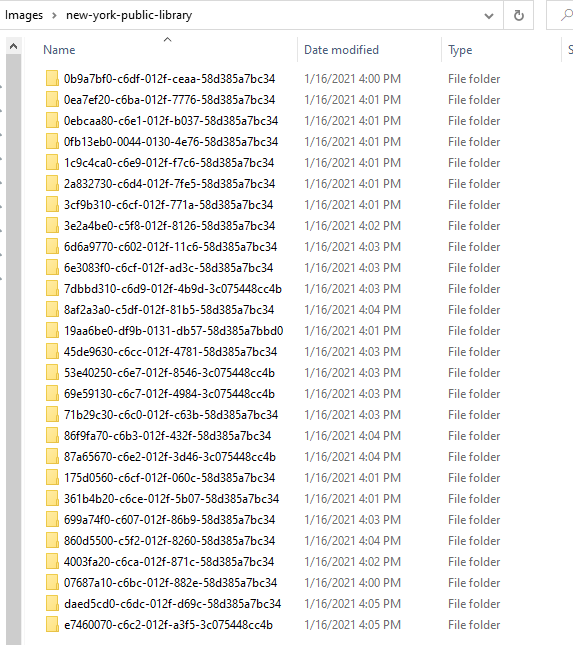 Images > new-york-public-library
Name Date modified Type S
0b9a7bf0-c6df-012f-ceaa-58d385a7bc34 1/16/2021 4:00 PM File folder
0ea7ef20-c6ba-012f-7776-58d385a7bc34 1/16/2021 4:01 PM File folder
0ebcaa80-c6e1-012f-b037-58d385a7bc34 1/16/2021 4:01 PM File folder
0fb13eb0-0044-0130-4e76-58d385a7bc34 1/16/2021 4:01 PM File folder
1c9c4ca0-c6e9-012f-f7c6-58d385a7bc34 1/16/2021 4:01 PM File folder
2a832730-c6d4-012f-7fe5-58d385a7bc34 1/16/2021 4:01 PM File folder
3cf9b310-c6cf-012f-771a-58d385a7bc34 1/16/2021 4:01 PM File folder
3e2a4be0-c5f8-012f-8126-58d385a7bc34 1/16/2021 4:02 PM File folder
6d6a9770-c602-012f-11c6-58d385a7bc34 1/16/2021 4:03 PM File folder
6e3083f0-c6cf-012f-ad3c-58d385a7bc34 1/16/2021 4:03 PM File folder
7dbbd310-c6d9-012f-4b9d-3c075448cc4b 1/16/2021 4:03 PM File folder
8af2a3a0-c5df-012f-81b5-58d385a7bc34 1/16/2021 4:04 PM File folder
19aa6be0-df9b-0131-db57-58d385a7bbd0 1/16/2021 4:01 PM File folder
45de9630-c6cc-012f-4781-58d385a7bc34 1/16/2021 4:03 PM File folder
53e40250-c6e7-012f-8546-3c075448cc4b 1/16/2021 4:03 PM File folder
69e59130-c6c7-012f-4984-3c075448cc4b 1/16/2021 4:03 PM File folder
71b29c30-c6c0-012f-c63b-58d385a7bc34 1/16/2021 4:03 PM File folder
86f9fa70-c6b3-012f-432f-58d385a7bc34 1/16/2021 4:04 PM File folder
87a65670-c6e2-012f-3d46-3c075448cc4b 1/16/2021 4:04 PM File folder
175d0560-c6cf-012f-060c-58d385a7bc34 1/16/2021 4:01 PM File folder
361b4b20-c6ce-012f-5b07-58d385a7bc34 1/16/2021 4:01 PM File folder
699a74f0-c607-012f-86b9-58d385a7bc34 1/16/2021 4:03 PM File folder
860d5500-c5f2-012f-8260-58d385a7bc34 1/16/2021 4:04 PM File folder
4003fa20-c6ca-012f-871c-58d385a7bc34 1/16/2021 4:02 PM File folder
07687a10-c6bc-012f-882e-58d385a7bc34 1/16/2021 4:00 PM File folder
daed5cd0-c6dc-012f-d69c-58d385a7bc34 1/16/2021 4:05 PM File folder
e7460070-c6c2-012f-a3f5-3c075448cc4b 1/16/2021 4:05 PM File folder